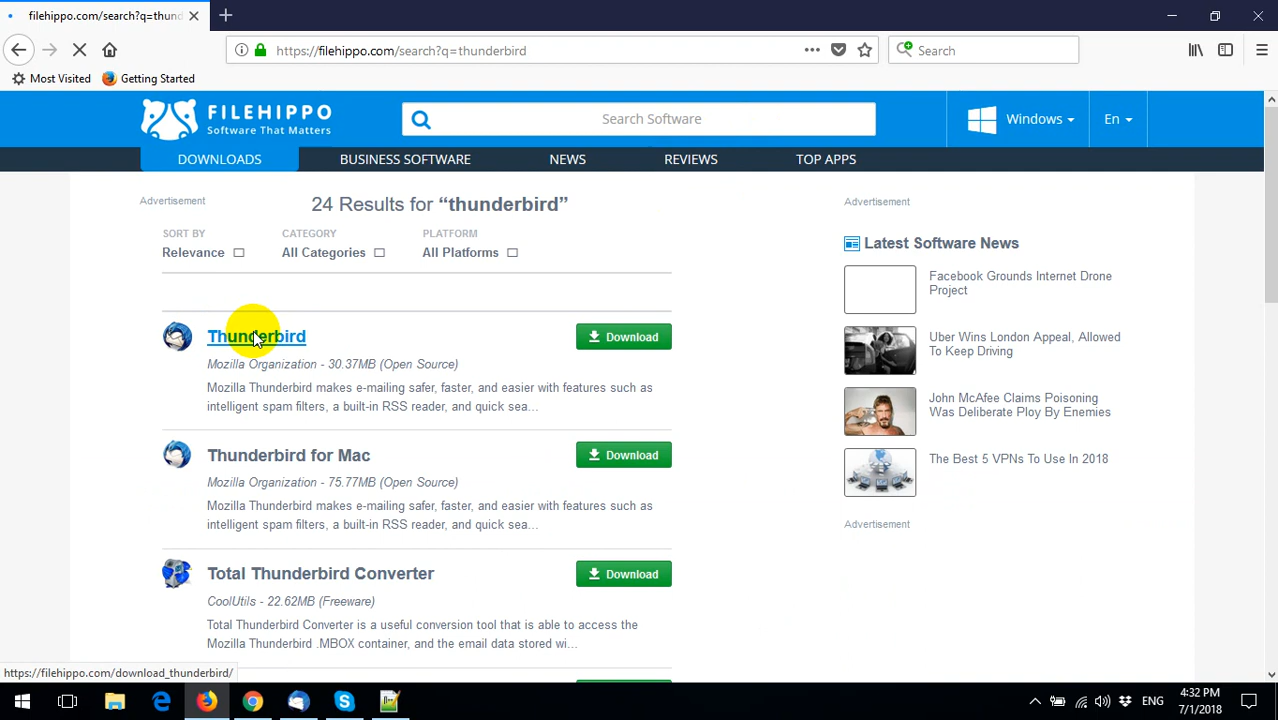 filehippo.com/search?q=thund
https://filehippo.com/search?q=thunderbird
Search
Most Visited
Getting Started
FILEHIPPO
Software That Matters
Search Software
Windows
En
DOWNLOADS
BUSINESS SOFTWARE
NEWS
REVIEWS
TOP APPS
Advertisement
24 Results for “thunderbird”
SORT BY
CATEGORY
PLATFORM
Relevance
All Categories
All Platforms
Thunderbird
Download
Mozilla Organization - 30.37MB (Open Source)
Mozilla Thunderbird makes e-mailing safer, faster, and easier with features such as
intelligent spam filters, a built-in RSS reader, and quick sea...
Thunderbird for Mac
Download
Mozilla Organization - 75.77MB (Open Source)
Mozilla Thunderbird makes e-mailing safer, faster, and easier with features such as
intelligent spam filters, a built-in RSS reader, and quick sea...
Total Thunderbird Converter
Download
CoolUtils - 22.62MB (Freeware)
Total Thunderbird Converter is a useful conversion tool that is able to access the
Mozilla Thunderbird .MBOX container, and the email data stored wi...
Advertisement
Latest Software News
Facebook Grounds Internet Drone
Project
Uber Wins London Appeal, Allowed
To Keep Driving
John McAfee Claims Poisoning
Was Deliberate Ploy By Enemies
The Best 5 VPNs To Use In 2018
Advertisement
https://filehippo.com/download_thunderbird/
ENG
4:32 PM
7/1/2018